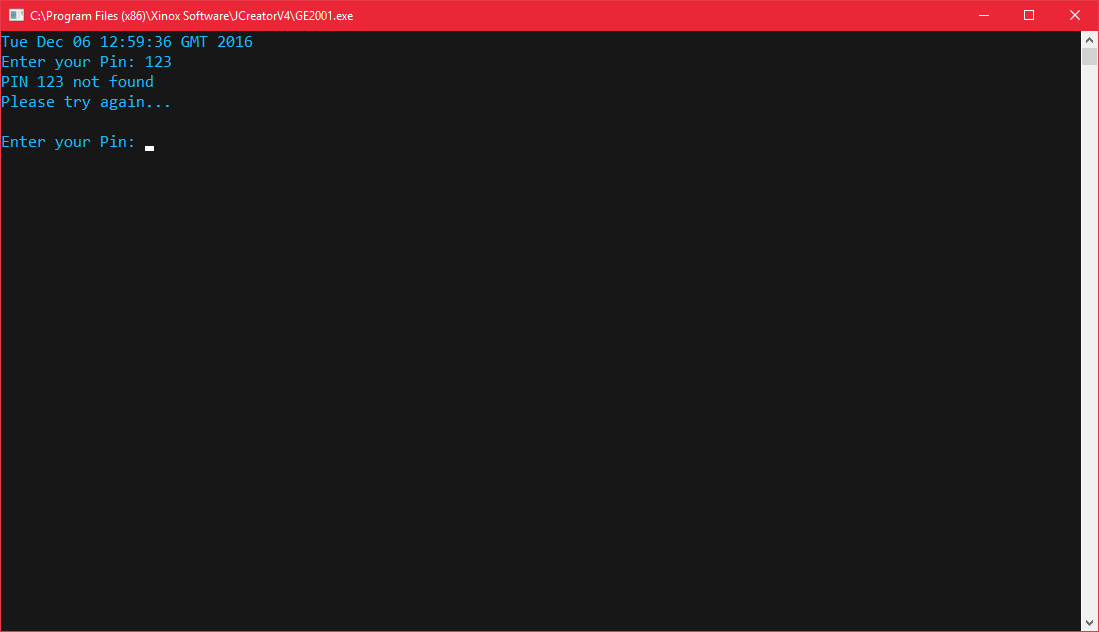 C:\Program Files (x86)\Xinox Software\JCreatorV4\GE2001.exe
Tue Dec 06 12:59:36 GMT 2016
Enter your Pin: 123
PIN 123 not found
Please try again...
Enter your Pin: